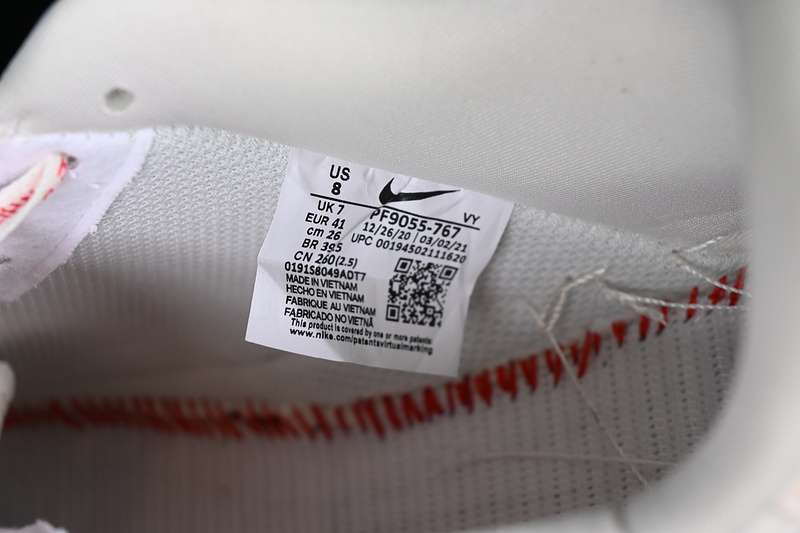 US
8
UK 7
EUR 41
cm 26
BR 395
CN 260(2.5)
PF9055-767 VY
12/26/20 | 03/02/21
UPC 00194502111620
0191S8049ADT7
MADE IN VIETNAM
HECHO EN VIETNAM
FABRIQUE AU VIETNAM
FABRICADO NO VIETNÃ
This product is covered by one or more patents:
www.nike.com/patentsvirtualmarking